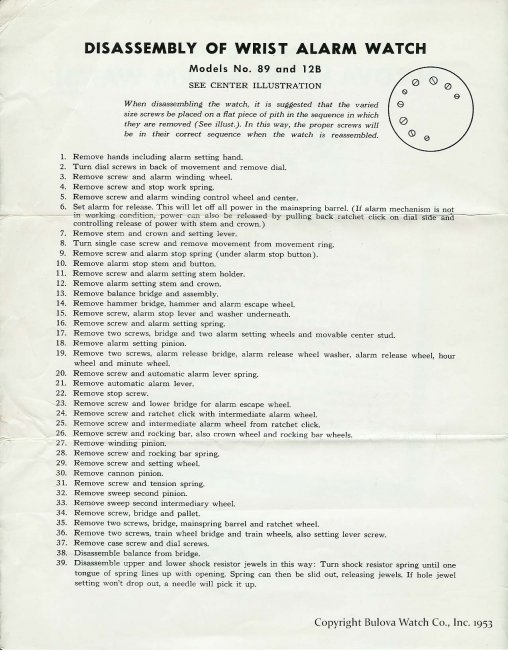 DISASSEMBLY OF WRIST ALARM WATCH
Models No. 89 and 12B
SEE CENTER ILLUSTRATION
When disassembling the watch, it is suggested that the varied
size screws be placed on a flat piece of pith in the sequence in which
they are removed (See illust.). In this way, the proper screws will
be in their correct sequence when the watch is reassembled.
1. Remove hands including alarm setting hand.
2. Turn dial screws in back of movement and remove dial.
3. Remove screw and alarm winding wheel.
4. Remove screw and stop work spring.
5. Remove screw and alarm winding control wheel and center.
6. Set alarm for release. This will let off all power in the mainspring barrel. (If alarm mechanism is not
in working condition, power can also be released by pulling back ratchet click on dial side and
controlling release of power with stem and crown.)
7. Remove stem and crown and setting lever.
8. Turn single case screw and remove movement from movement ring.
9. Remove screw and alarm stop spring (under alarm stop button).
10. Remove alarm stop stem and button.
11. Remove screw and alarm setting stem holder.
12. Remove alarm setting stem and crown.
13. Remove balance bridge and assembly.
14. Remove hammer bridge, hammer and alarm escape wheel.
15. Remove screw, alarm stop lever and washer underneath.
16. Remove screw and alarm setting spring.
17. Remove two screws, bridge and two alarm setting wheels and movable center stud.
18. Remove alarm setting pinion.
19. Remove two screws, alarm release bridge, alarm release wheel washer, alarm release wheel, hour
wheel and minute wheel.
20. Remove screw and automatic alarm lever spring.
21. Remove automatic alarm lever.
22. Remove stop screw.
23. Remove screw and lower bridge for alarm escape wheel.
24. Remove screw and ratchet click with intermediate alarm wheel.
25. Remove screw and intermediate alarm wheel from ratchet click.
26. Remove screw and rocking bar, also crown wheel and rocking bar wheels.
27. Remove winding pinion.
28. Remove screw and rocking bar spring.
29. Remove screw and setting wheel.
30. Remove cannon pinion.
31. Remove screw and tension spring.
32. Remove sweep second pinion.
33. Remove sweep second intermediary wheel.
34. Remove screw, bridge and pallet.
35. Remove two screws, bridge, mainspring barrel and ratchet wheel.
36. Remove two screws, train wheel bridge and train wheels, also setting lever screw.
37. Remove case screw and dial screws.
38. Disassemble balance from bridge.
39. Disassemble upper and lower shock resistor jewels in this way: Turn shock resistor spring until one
tongue of spring lines up with opening. Spring can then be slid out, releasing jewels. If hole jewel
setting won't drop out, a needle will pick it up.
Copyright Bulova Watch Co., Inc. 1953